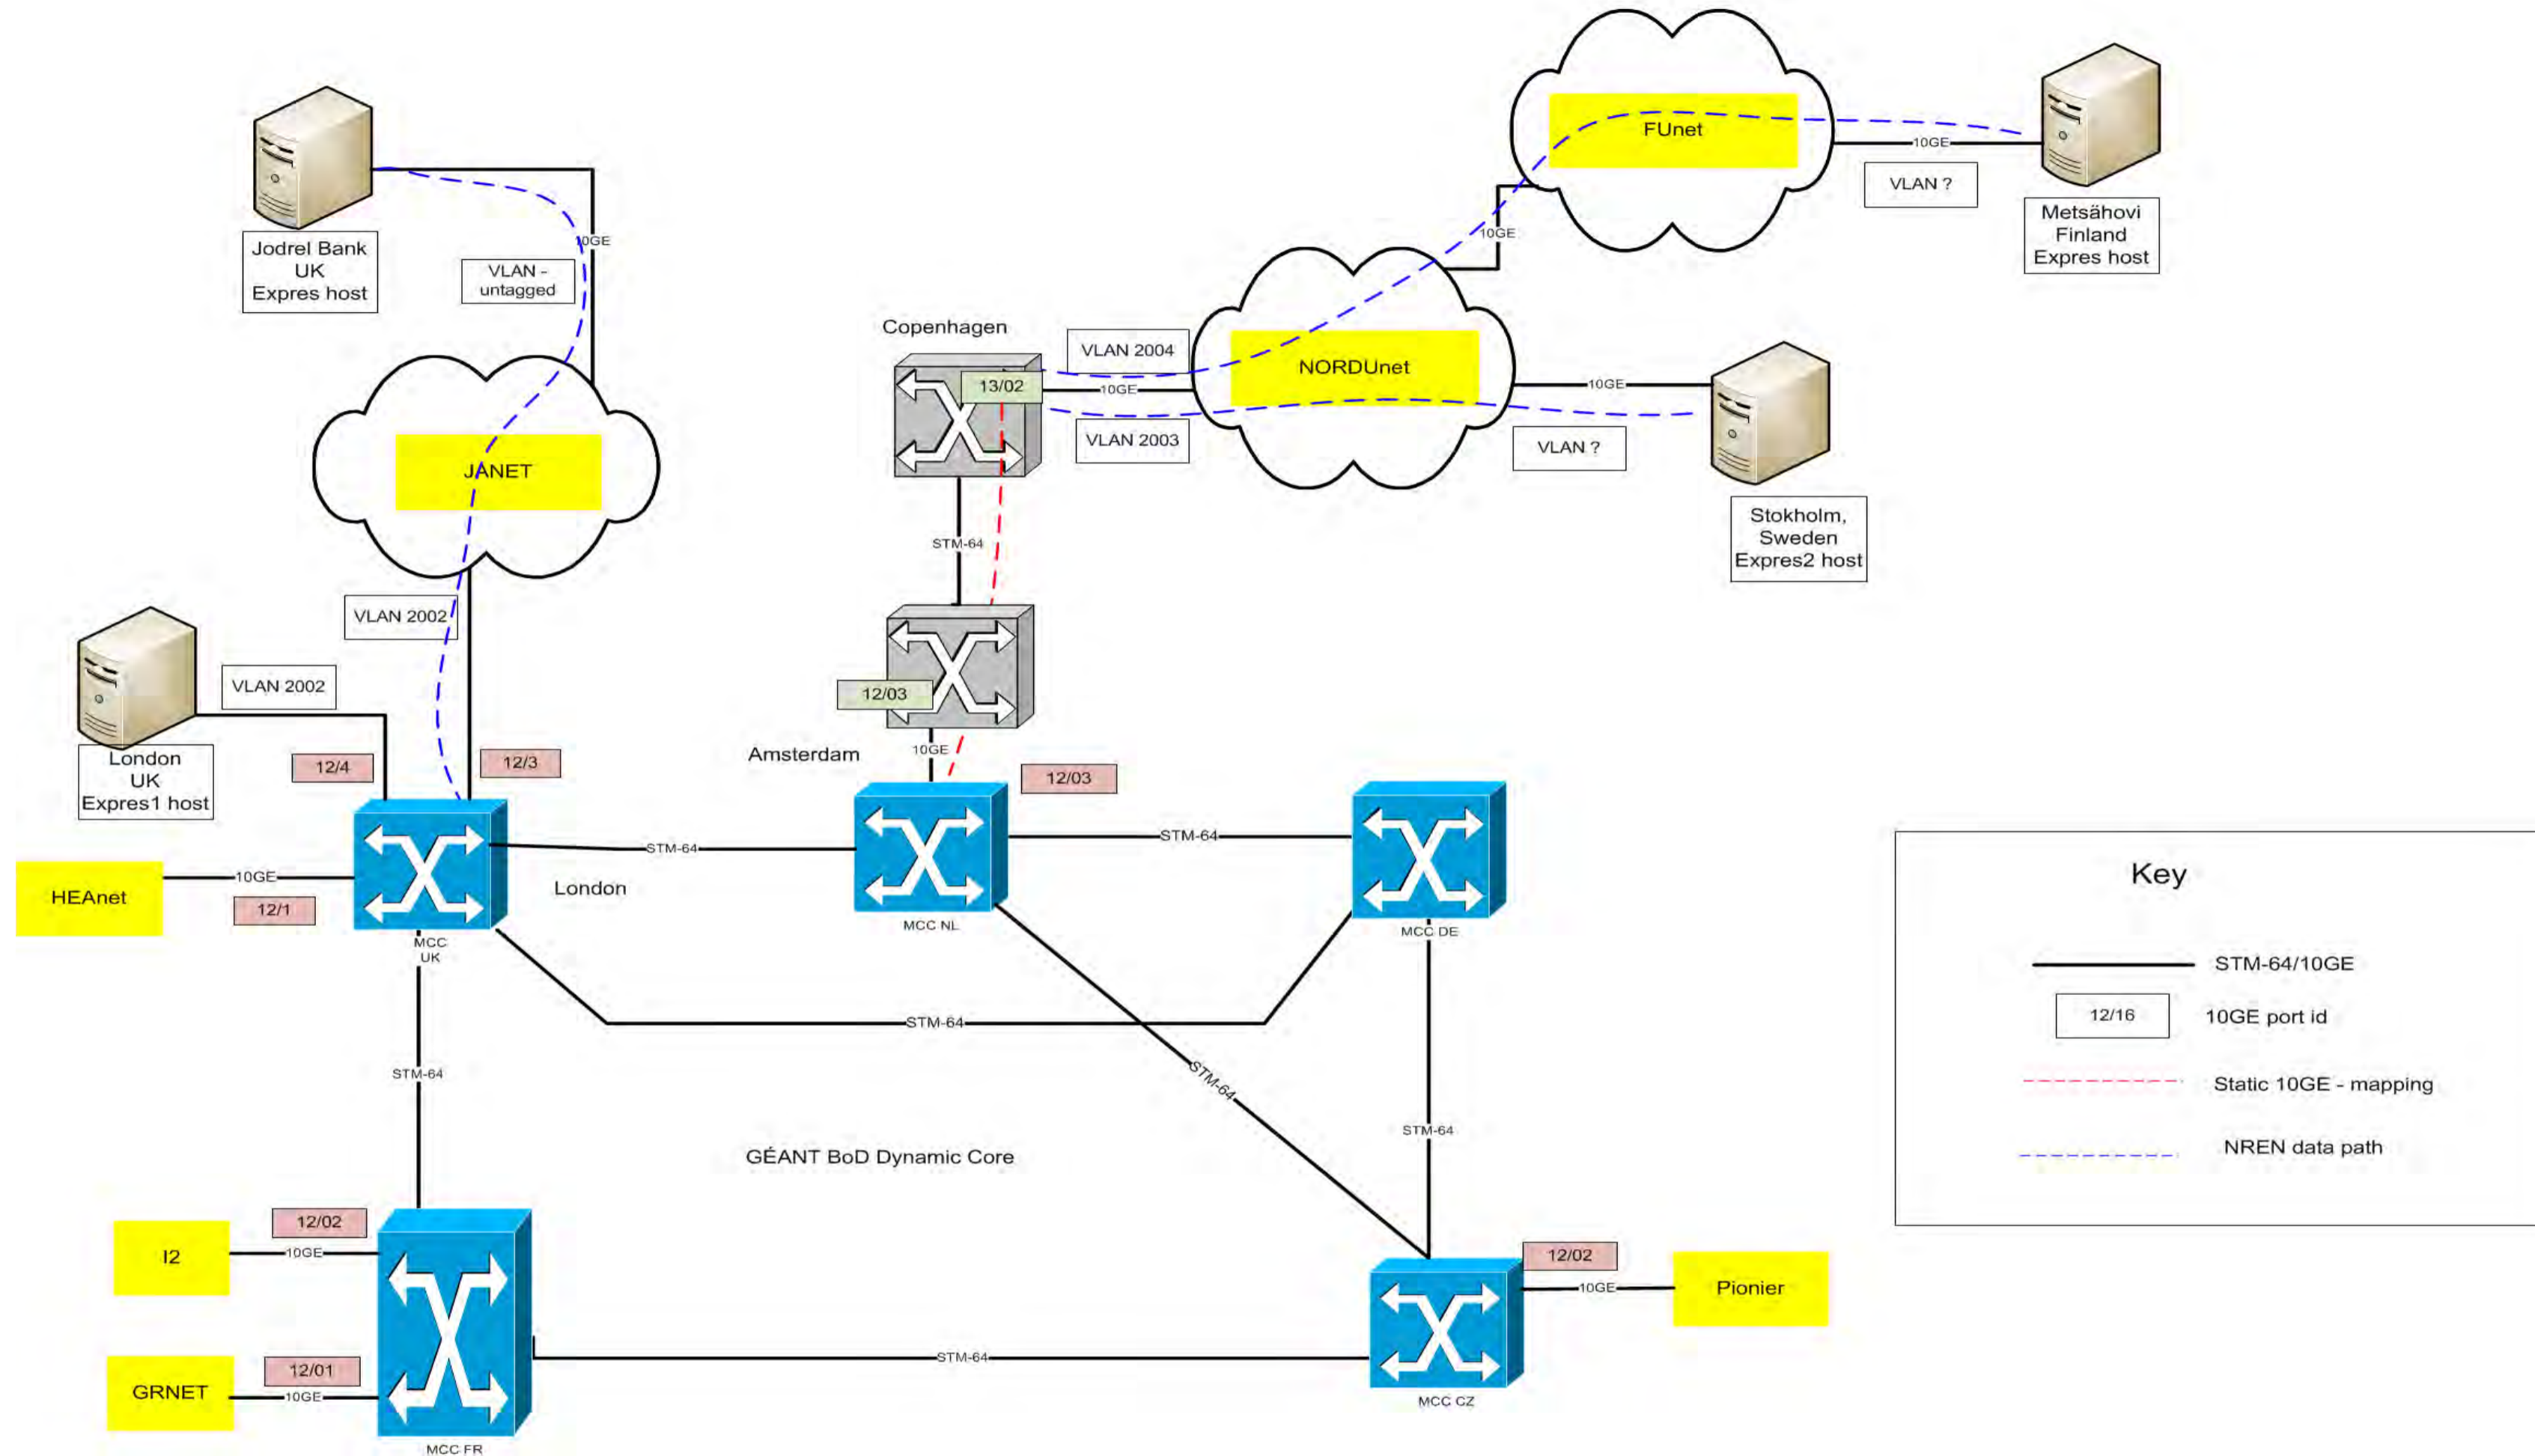 FUnet
10GE
VLAN ?
Metsähovi
Finland
Expres host
Jodrel Bank
UK
Expres host
10GE
VLAN -
untagged
10GE
Copenhagen
VLAN 2004
13/02
10GE
NORDUnet
10GE
VLAN 2003
VLAN ?
JANET
Stokholm,
Sweden
Expres2 host
STM-64
VLAN 2002
VLAN 2002
12/03
London
UK
Expres1 host
12/4
12/3
Amsterdam
10GE
12/03
STM-64
STM-64
HEAnet
10GE
12/1
London
MCC
UK
MCC NL
MCC DE
Key
STM-64/10GE
12/16
10GE port id
Static 10GE - mapping
NREN data path
STM-64
STM-64
STM-64
STM-64
GÉANT BoD Dynamic Core
12/02
I2
10GE
12/02
10GE
Pionier
GRNET
12/01
10GE
STM-64
MCC CZ
MCC FR